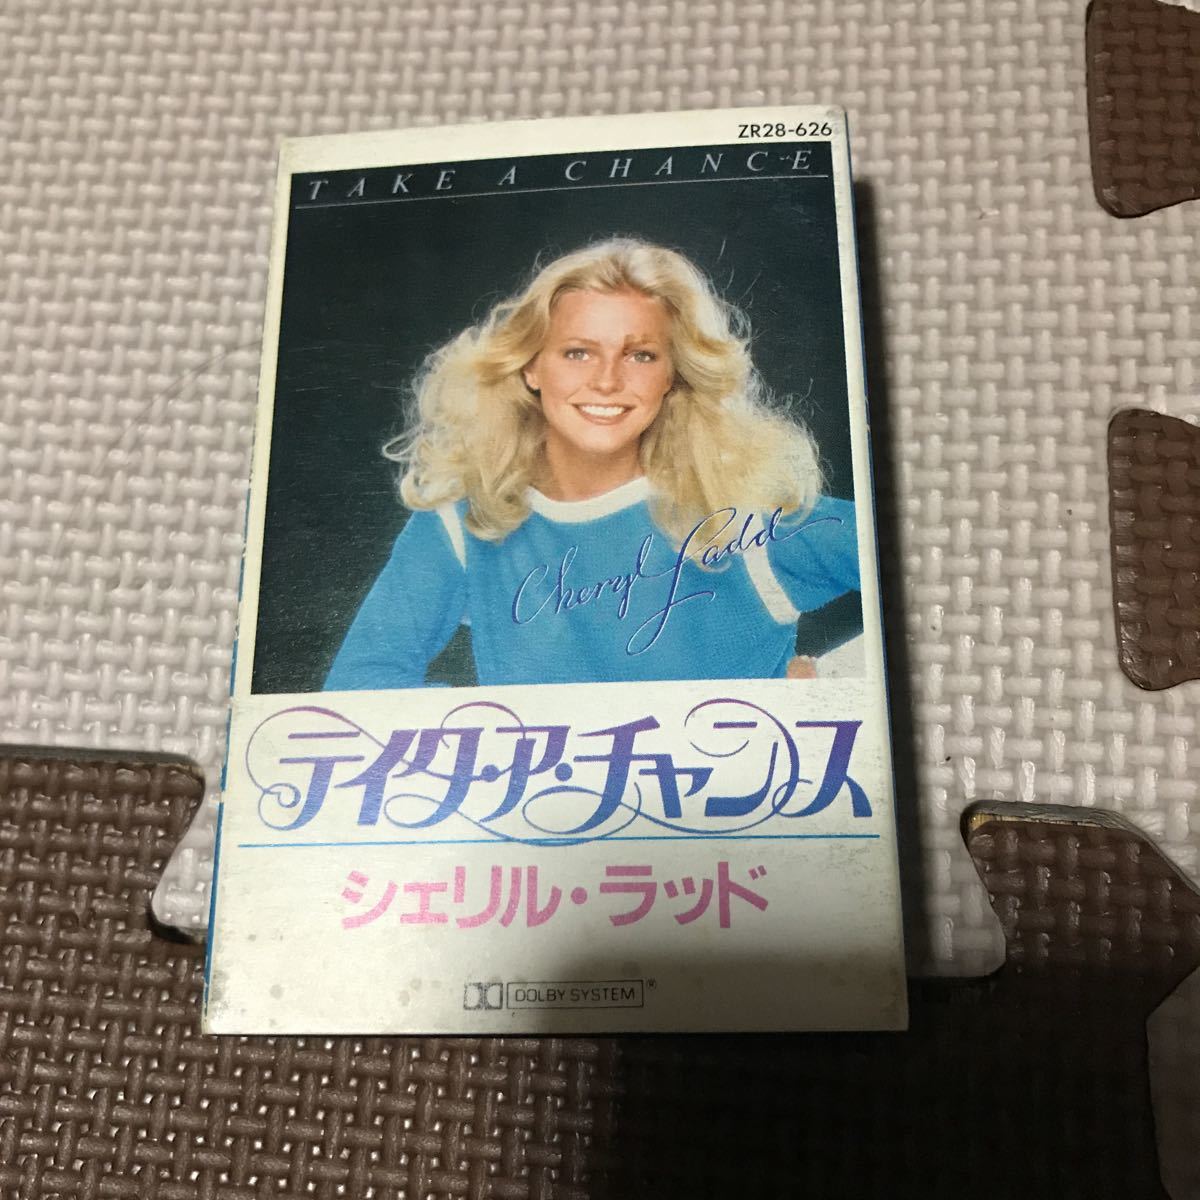 ZR28-626
TAKE A CHANCE
Cheryl Ladd
テイク・ア・チャンス
シェリル・ラッド
DOLBY SYSTEM ®